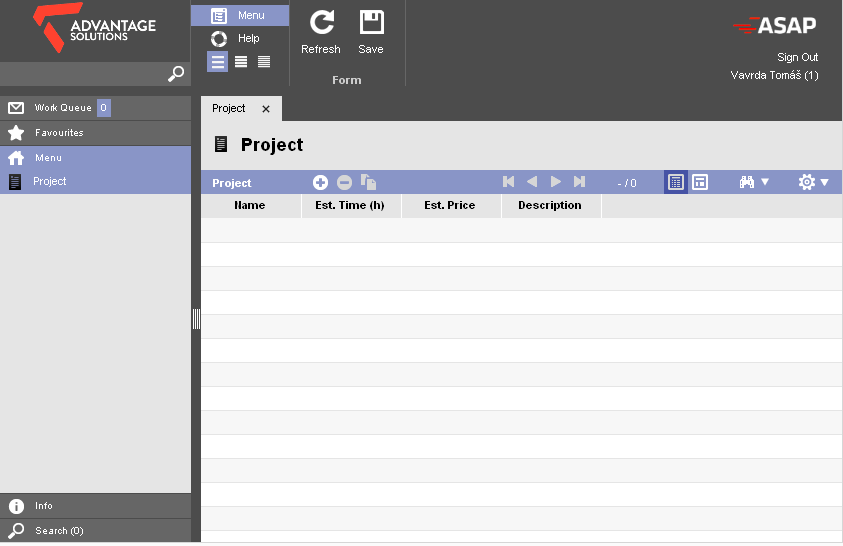 ADVANTAGE
SOLUTIONS
Menu
Help
Refresh
Save
Form
ASAP
Sign Out
Vavrda Tomáš (1)
Work Queue 0
Favourites
Menu
Project
Info
Search (0)
Project
Project
Project
- / 0
Name Est. Time (h) Est. Price Description